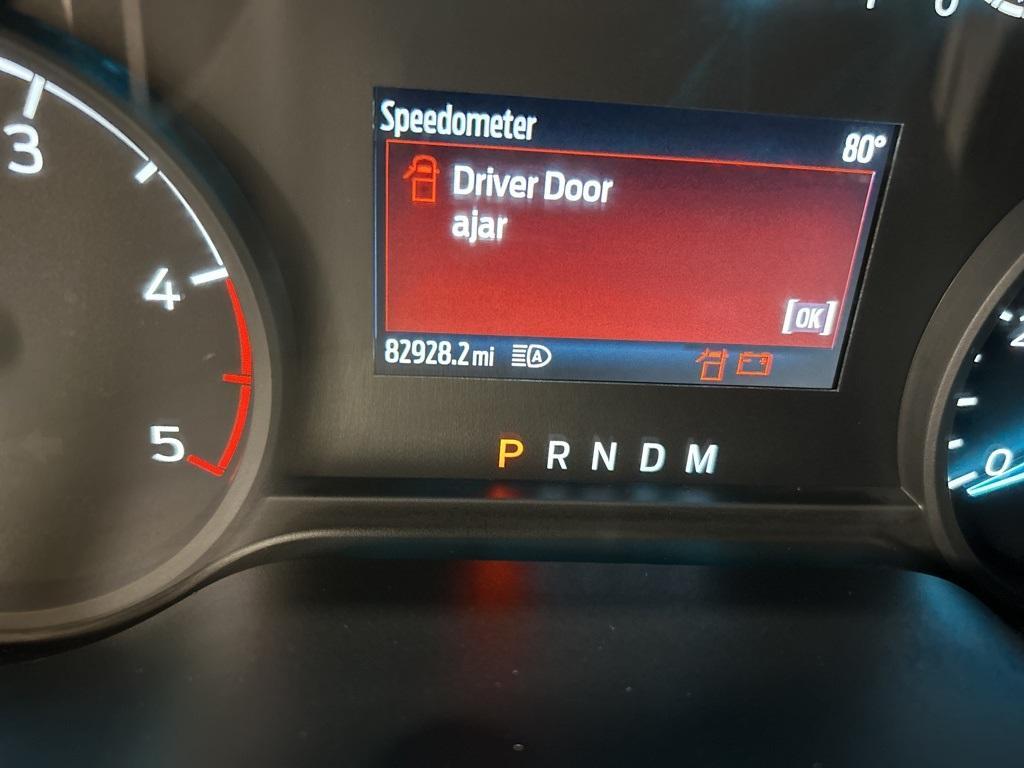 Speedometer
80°
Driver Door
ajar
[OK]
82928.2 mi A
P R N D M
3
4
5
0